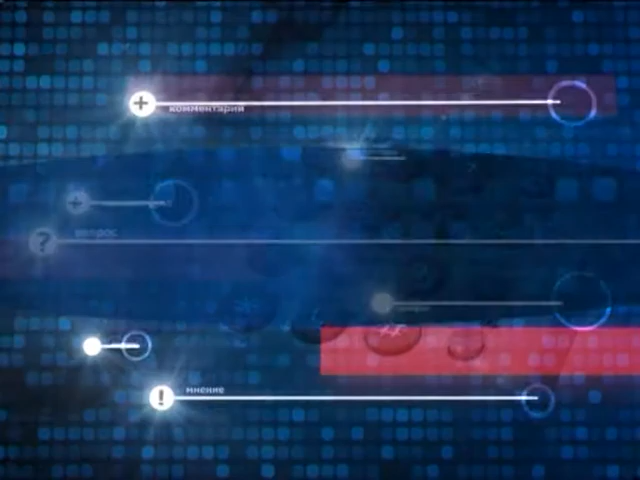 комментарий
вопрос
мнение